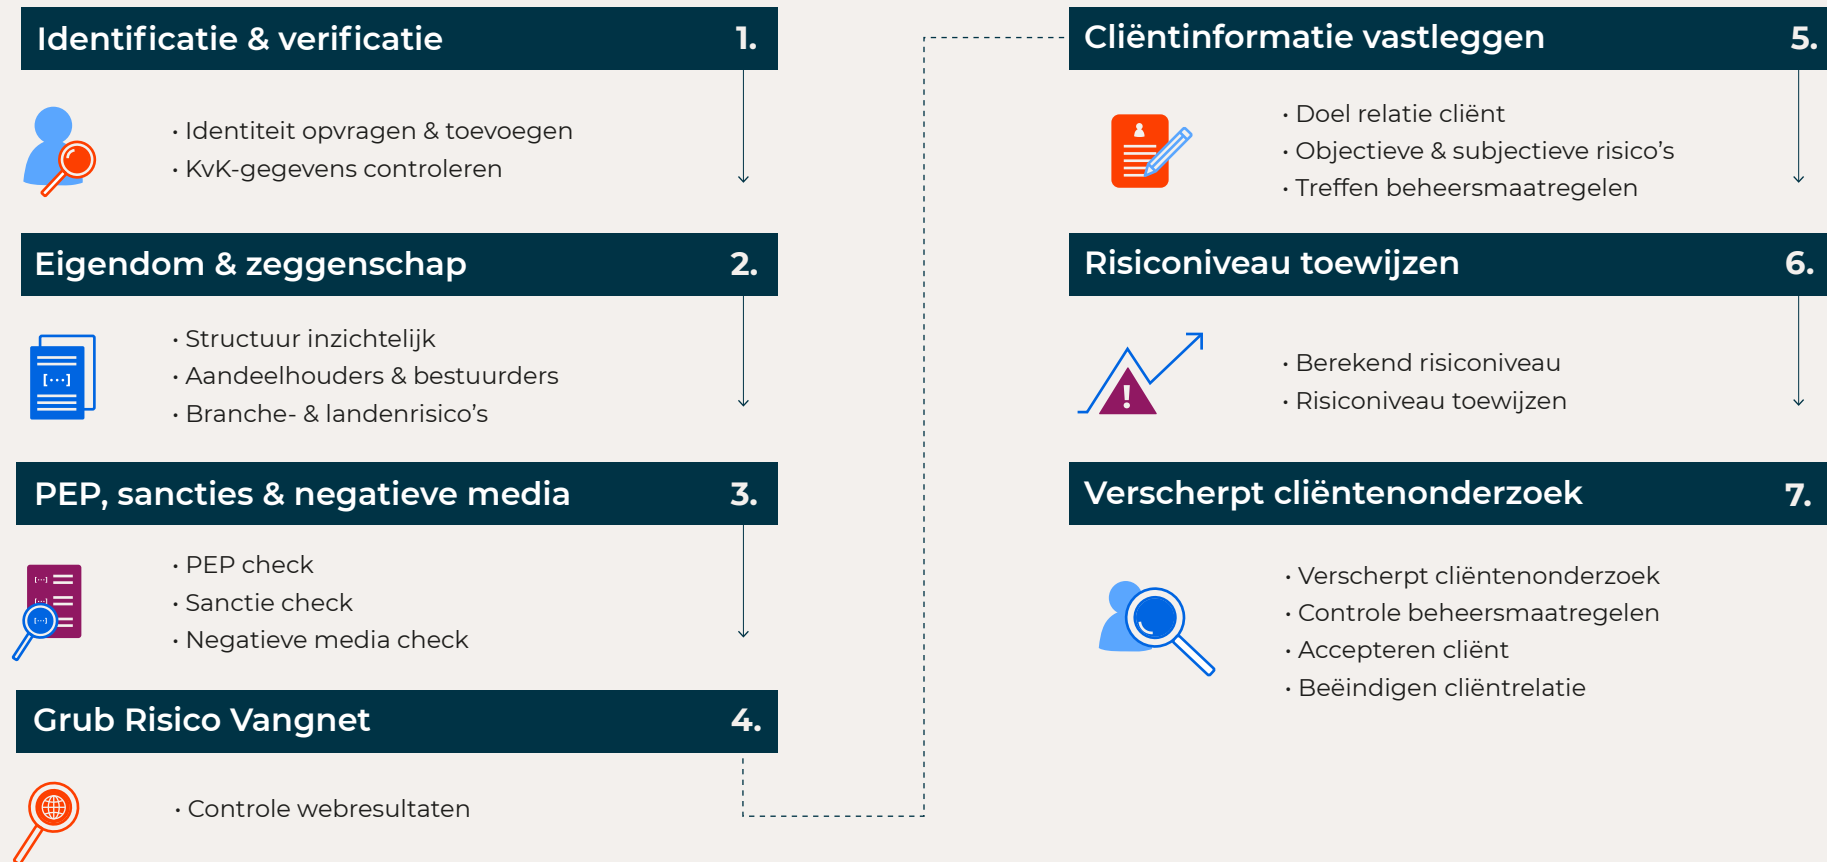 Identificatie & verificatie 1.
· Identiteit opvragen & toevoegen
· KvK-gegevens controleren
Eigendom & zeggenschap 2.
[···]
· Structuur inzichtelijk
· Aandeelhouders & bestuurders
· Branche- & landenrisico’s
PEP, sancties & negatieve media 3.
[···]
[···]
[···]
· PEP check
· Sanctie check
· Negatieve media check
Grub Risico Vangnet 4.
· Controle webresultaten
Cliëntinformatie vastleggen 5.
· Doel relatie cliënt
· Objectieve & subjectieve risico’s
· Treffen beheersmaatregelen
Risiconiveau toewijzen 6.
!
· Berekend risiconiveau
· Risiconiveau toewijzen
Verscherpt cliëntenonderzoek 7.
· Verscherpt cliëntenonderzoek
· Controle beheersmaatregelen
· Accepteren cliënt
· Beëindigen cliëntrelatie